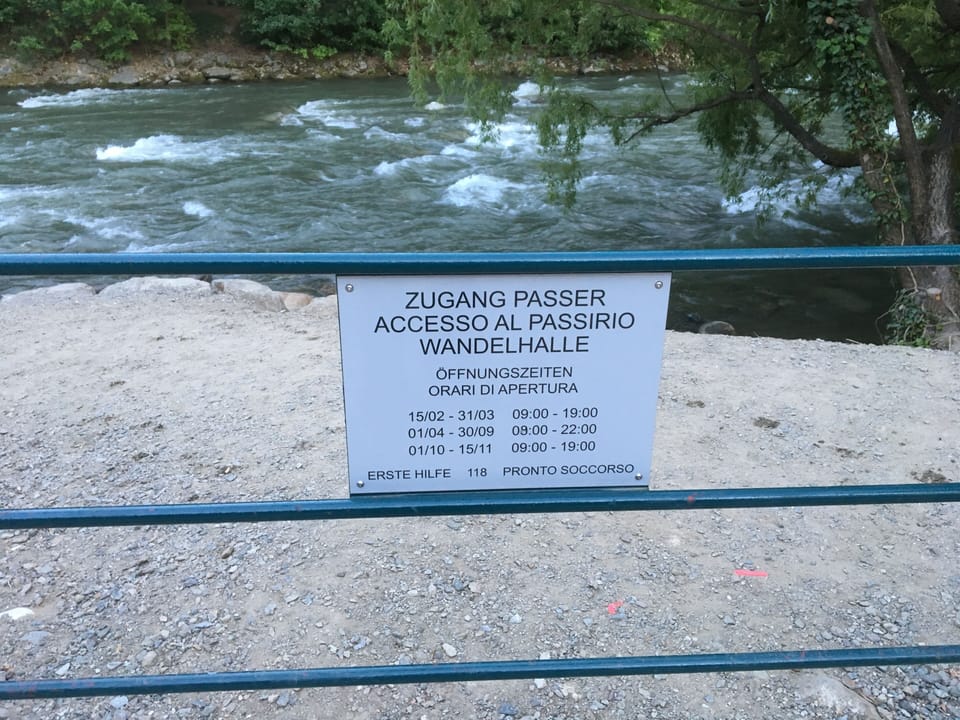 ZUGANG PASSER
ACCESSO AL PASSIRIO
WANDELHALLE
ÖFFNUNGSZEITEN
ORARI DI APERTURA
15/02 - 31/03 09:00 - 19:00
01/04 - 30/09 08:00 - 22:00
01/10 - 15/11 09:00 - 19:00
ERSTE HILFE 118 PRONTO SOCCORSO